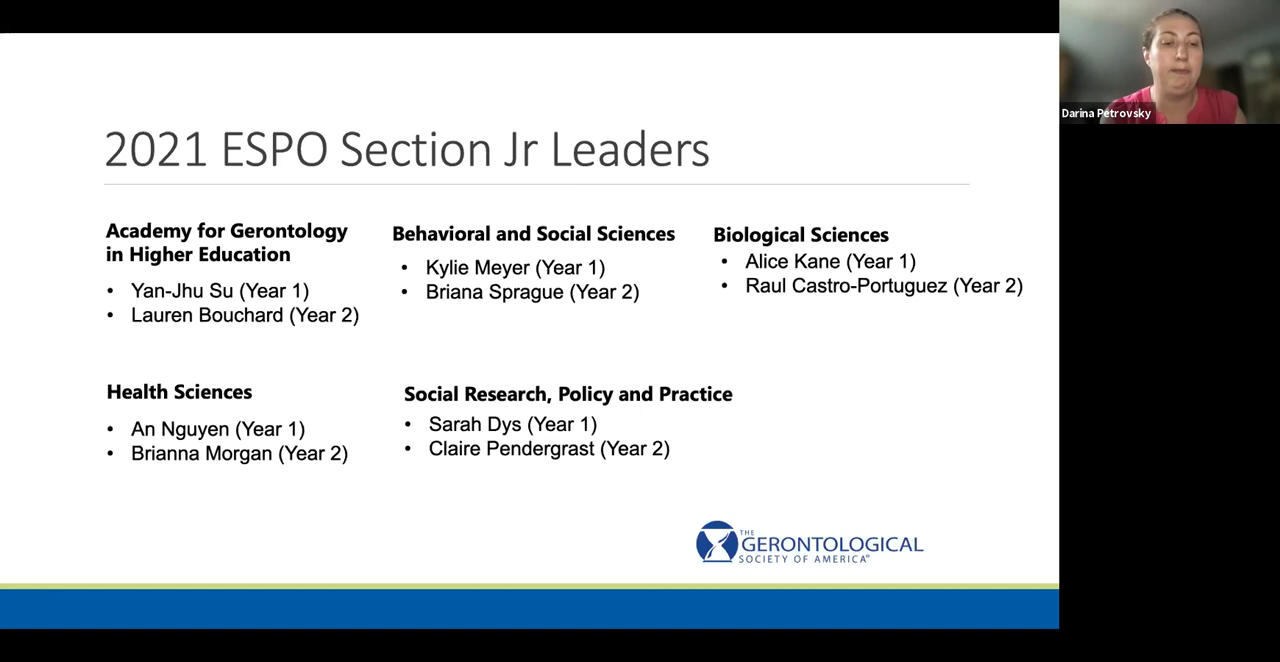 2021 ESPO Section Jr Leaders
Academy for Gerontology
in Higher Education
• Yan-Jhu Su (Year 1)
• Lauren Bouchard (Year 2)
Behavioral and Social Sciences
• Kylie Meyer (Year 1)
• Briana Sprague (Year 2)
Biological Sciences
• Alice Kane (Year 1)
• Raul Castro-Portuguez (Year 2)
Health Sciences
• An Nguyen (Year 1)
• Brianna Morgan (Year 2)
Social Research, Policy and Practice
• Sarah Dys (Year 1)
• Claire Pendergrast (Year 2)
THE
GERONTOLOGICAL
SOCIETY OF AMERICA®
Darina Petrovsky